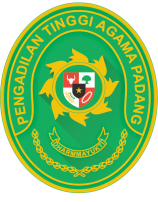 PENGADILAN TINGGI AGAMA PADANG
DHARMMAYUKTI